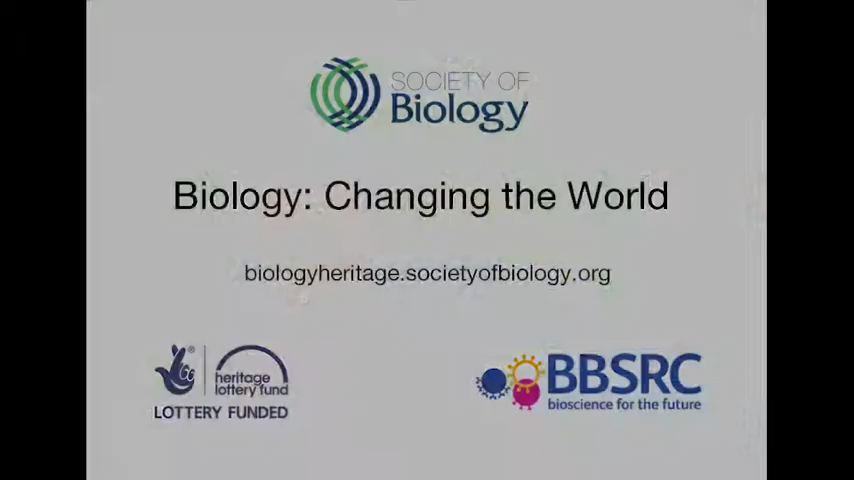 SOCIETY OF
Biology
Biology: Changing the World
biologyheritage.societyofbiology.org
heritage
lottery fund
LOTTERY FUNDED
BBSRC
bioscience for the future